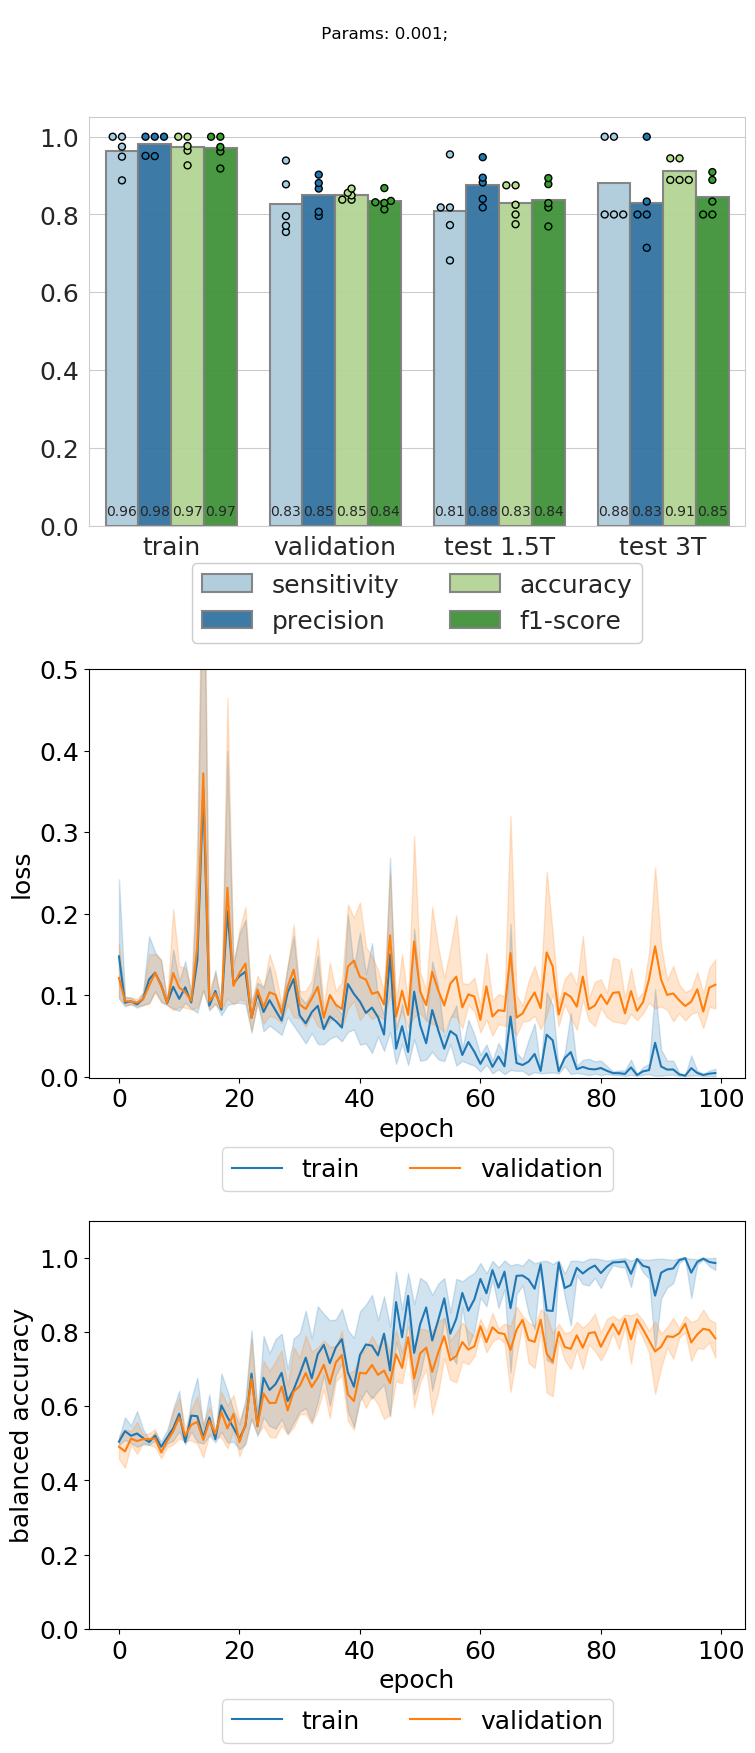 Params: 0.001;
1.0
0.8
0.6
0.4
0.2
0.0
0.96 0.98 0.97 0.97 0.83 0.85 0.85 0.84 0.81 0.88 0.83 0.84 0.88 0.83 0.91 0.85
train validation test 1.5T test 3T
sensitivity accuracy
precision f1-score
0.5
0.4
0.3
0.2
0.1
0.0
loss
0 20 40 60 80 100
epoch
train validation
1.0
0.8
0.6
0.4
0.2
0.0
balanced accuracy
0 20 40 60 80 100
epoch
train validation